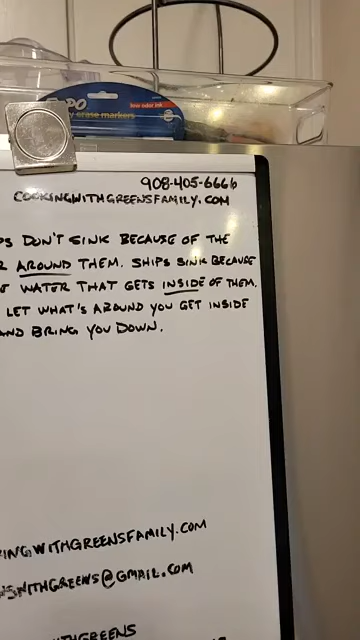 EXPO
low odor ink
dry erase markers
908-405-6666
COOKINGWITHGREENSFAMILY.COM
PS DON'T SINK BECAUSE OF THE
R AROUND THEM. SHIPS SINK BECAUSE
WATER THAT GETS INSIDE OF THEM.
LET WHAT'S AROUND YOU GET INSIDE
AND BRING YOU DOWN.
INGWITHGREENSFAMILY.COM
WITHGREENS@GMAIL.COM
WITHGREENS